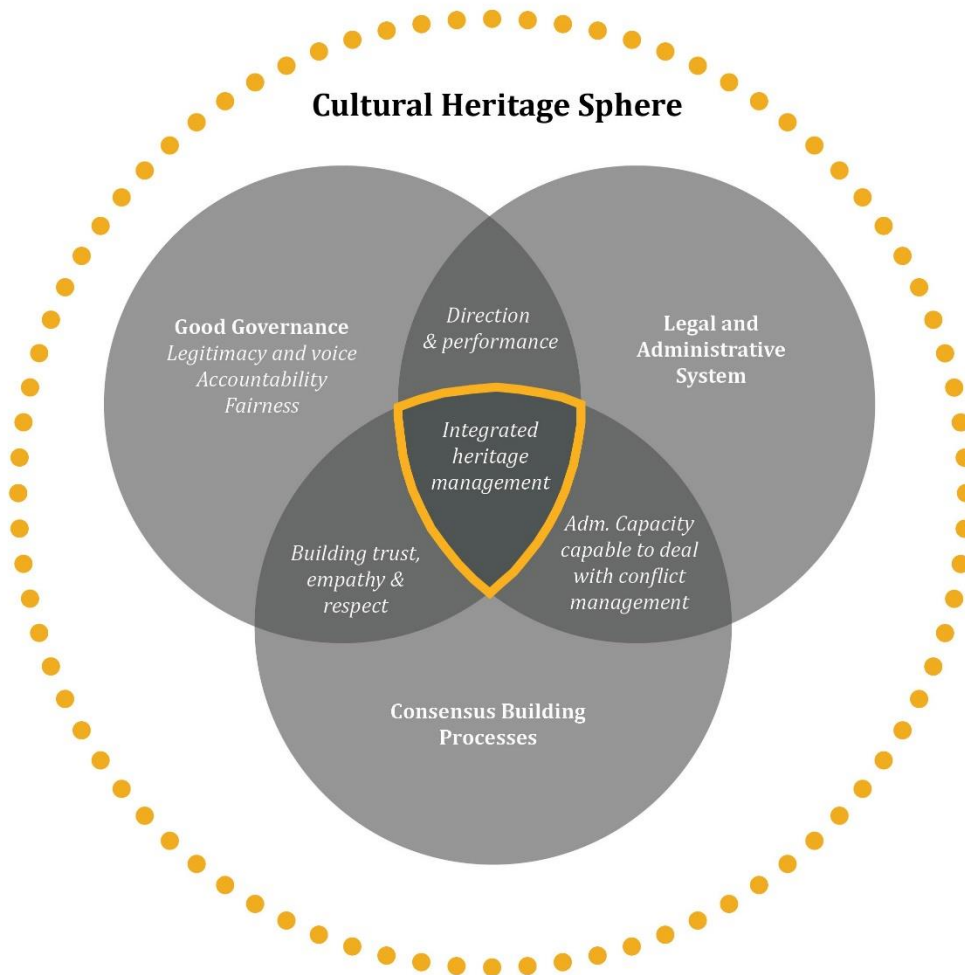 Cultural Heritage Sphere
Good Governance
Legitimacy and voice
Accountability
Fairness
Direction
& performance
Legal and
Administrative
System
Integrated
heritage
management
Building trust,
empathy &
respect
Adm. Capacity
capable to deal
with conflict
management
Consensus Building
Processes